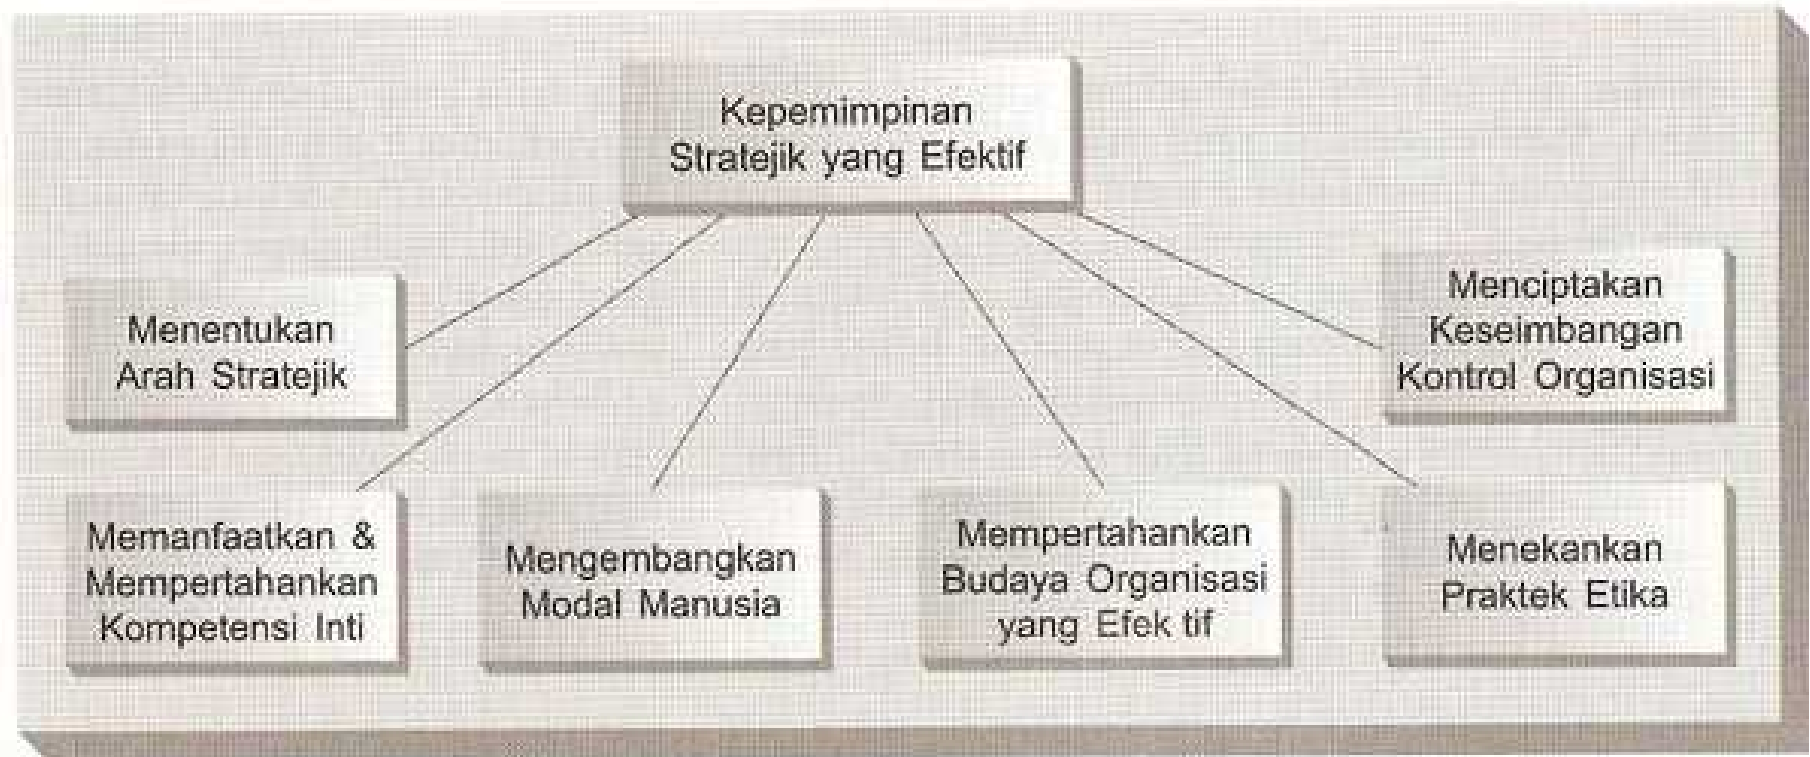 Kepemimpinan
Stratejik yang Efektif
Menentukan
Arah Stratejik
Menciptakan
Keseimbangan
Kontrol Organisasi
Memanfaatkan &
Mempertahankan
Kompetensi Inti
Mengembangkan
Modal Manusia
Mempertahankan
Budaya Organisasi
yang Efek tif
Menekankan
Praktek Etika